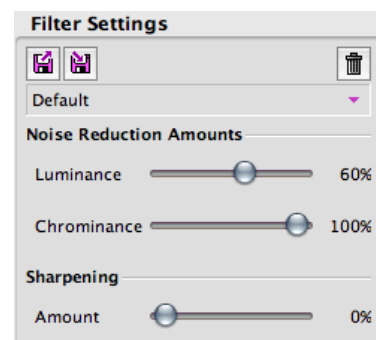 Filter Settings
Default
Noise Reduction Amounts
Luminance 60%
Chrominance 100%
Sharpening
Amount 0%